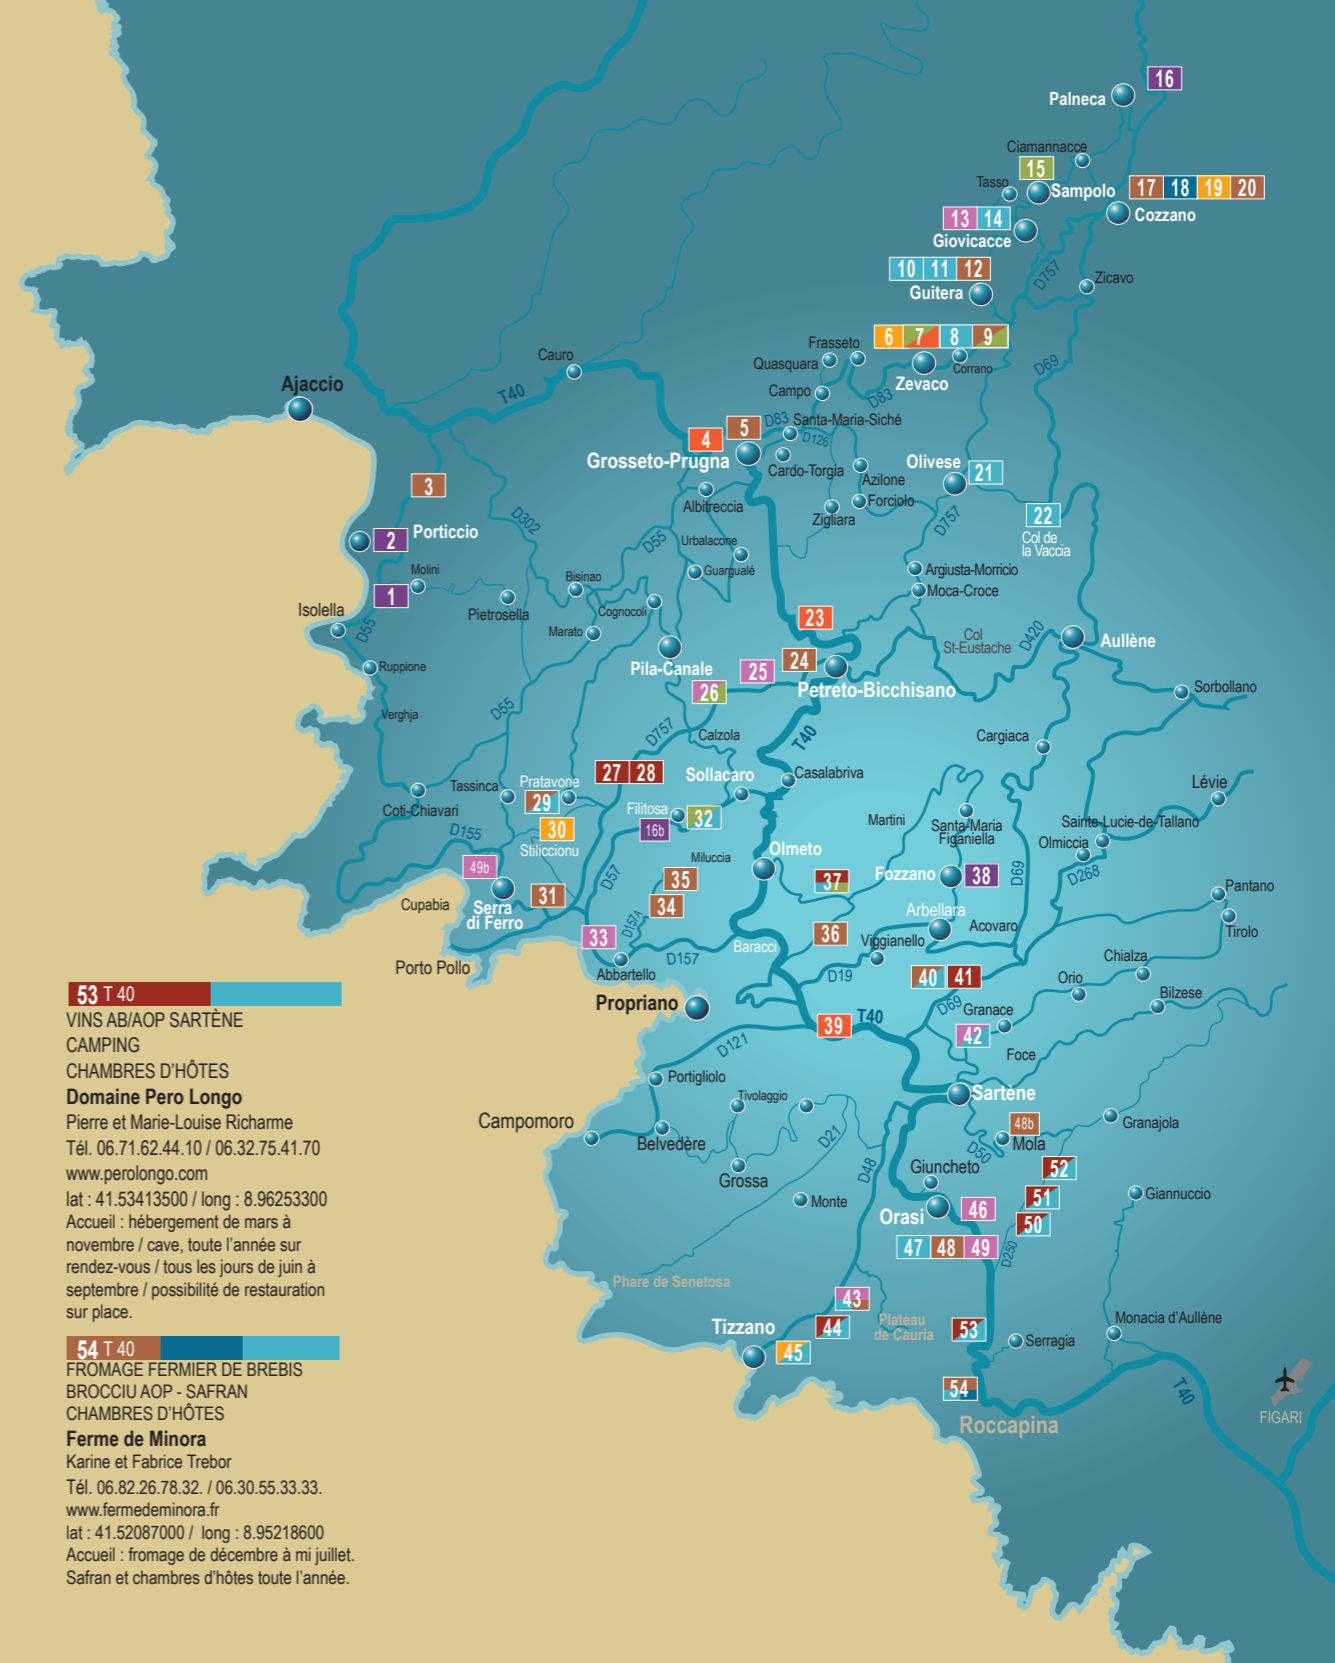 16
Palneca
Ciamannacce
15
Tasso
Sampolo
17 18 19 20
Cozzano
13 14
Giovicacce
10 11 12
Guitera
D757
Zicavo
6 7 8 9
Frasseto
Quasquara
Corrano
Zevaco
Campo
D83
D69
Cauro
Ajaccio
T40
4
5
D83
Santa-Maria-Siché
D126
Grosseto-Prugna
Cardo-Torgia
Azilone
Olivese
21
3
Albitreccia
Forciolo
Zigliara
22
Col de
la Vaccia
D302
D757
2
Porticcio
D55
Urbalacone
Guargualé
Molini
Bisinao
Argiusta-Morricio
Moca-Croce
1
Isolella
D55
Pietrosella
Cognocoli
23
Marato
Col
St-Eustache
D420
Aullène
Ruppione
Pila-Canale
25
24
Petreto-Bicchisano
26
Sorbollano
Verghja
D55
D757
Calzola
T40
Cargiaca
27 28
Sollacaro
Casalabriva
Lévie
Tassinca
Pratavone
29
Coti-Chiavari
Filitosa
32
16b
30
Stiliccionu
D155
Martini
Santa-Maria
Figaniella
Sainte-Lucie-de-Tallano
Olmiccia
Olmeto
Miluccia
49b
D57
35
37
Fozzano
38
D69
D268
Pantano
31
34
Cupabia
Serra
di Ferro
D157A
Arbellara
Acovaro
Tirolo
33
36
Viggianello
Baracci
D157
Abbartello
Porto Pollo
D19
40 41
Chialza
Orio
Bilzese
Propriano
D69
Granace
39
T40
42
Foce
D121
Portigliolo
Sartène
Tivolaggio
Campomoro
Belvedère
D21
48b
Mola
Granajola
D50
Grossa
D48
Giuncheto
52
Monte
Orasi
46
51
50
Giannuccio
47 48 49
D250
Phare de Senetosa
43
Tizzano
44
Plateau
de Cauria
53
Monacia d'Aullène
45
Serragia
54
T40
Roccapina
FIGARI
53 T 40
VINS AB/AOP SARTÈNE
CAMPING
CHAMBRES D'HÔTES
Domaine Pero Longo
Pierre et Marie-Louise Richarme
Tél. 06.71.62.44.10 / 06.32.75.41.70
www.perolongo.com
lat : 41.53413500 / long : 8.96253300
Accueil : hébergement de mars à
novembre / cave, toute l'année sur
rendez-vous / tous les jours de juin à
septembre / possibilité de restauration
sur place.
54 T 40
FROMAGE FERMIER DE BREBIS
BROCCIU AOP - SAFRAN
CHAMBRES D'HÔTES
Ferme de Minora
Karine et Fabrice Trebor
Tél. 06.82.26.78.32. / 06.30.55.33.33.
www.fermedeminora.fr
lat : 41.52087000 / long : 8.95218600
Accueil : fromage de décembre à mi juillet.
Safran et chambres d'hôtes toute l'année.